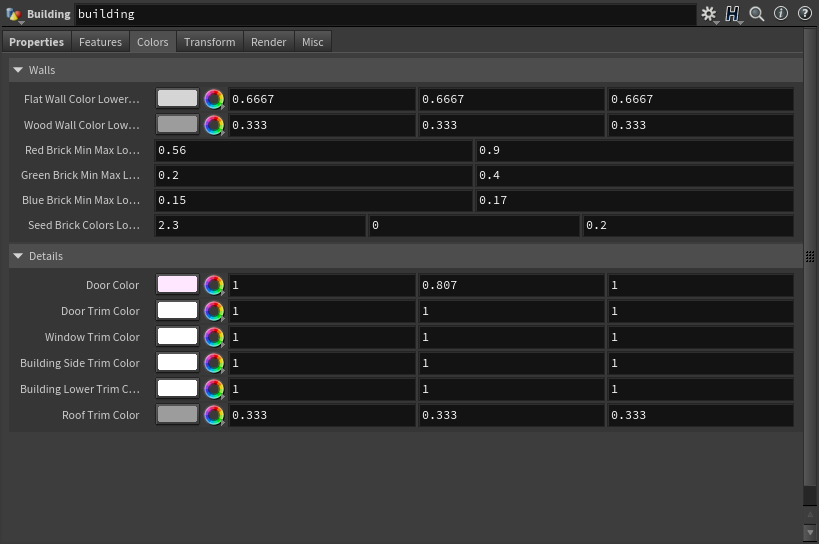 Building building
Properties Features Colors Transform Render Misc
Walls
Flat Wall Color Lower... 0.6667 0.6667 0.6667
Wood Wall Color Low... 0.333 0.333 0.333
Red Brick Min Max Lo... 0.56 0.9
Green Brick Min Max L... 0.2 0.4
Blue Brick Min Max Lo... 0.15 0.17
Seed Brick Colors Lo... 2.3 0 0.2
Details
Door Color 1 0.807 1
Door Trim Color 1 1 1
Window Trim Color 1 1 1
Building Side Trim Color 1 1 1
Building Lower Trim C... 1 1 1
Roof Trim Color 0.333 0.333 0.333